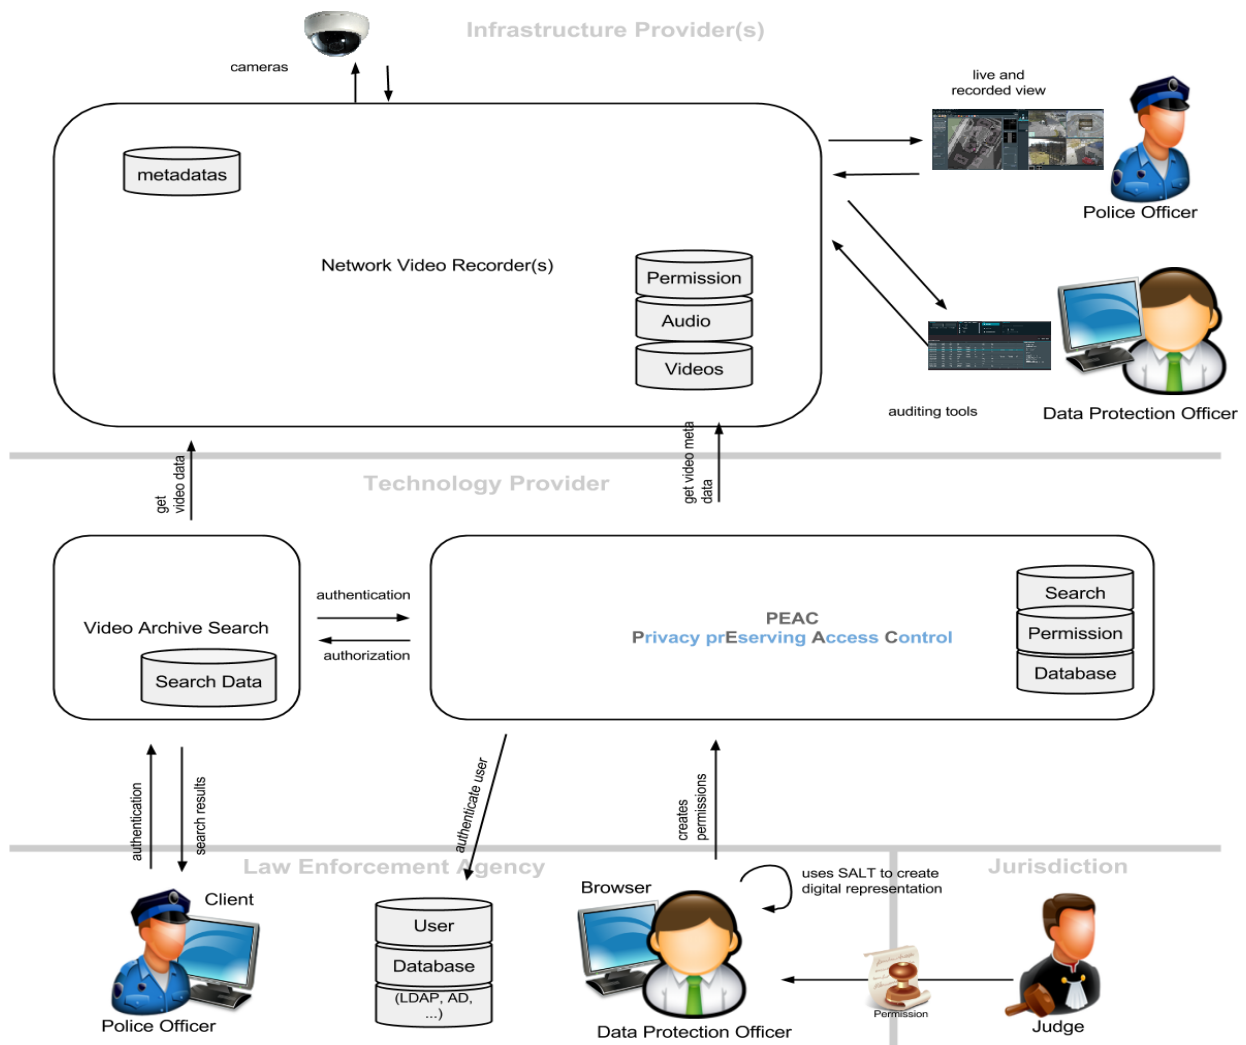 Infrastructure Provider(s)
cameras
live and
recorded view
metadatas
Police Officer
Network Video Recorder(s)
Permission
Audio
Videos
auditing tools
Data Protection Officer
get
video data
get video meta
data
Technology Provider
Video Archive Search
Search Data
authentication
authorization
PEAC
Privacy prEserving Access Control
Search
Permission
Database
authentication
search results
authenticate user
creates
permissions
Law Enforcement Agency
Jurisdiction
Client
Police Officer
User
Database
(LDAP, AD,
...)
Browser
uses SALT to create
digital representation
Data Protection Officer
Permission
Judge